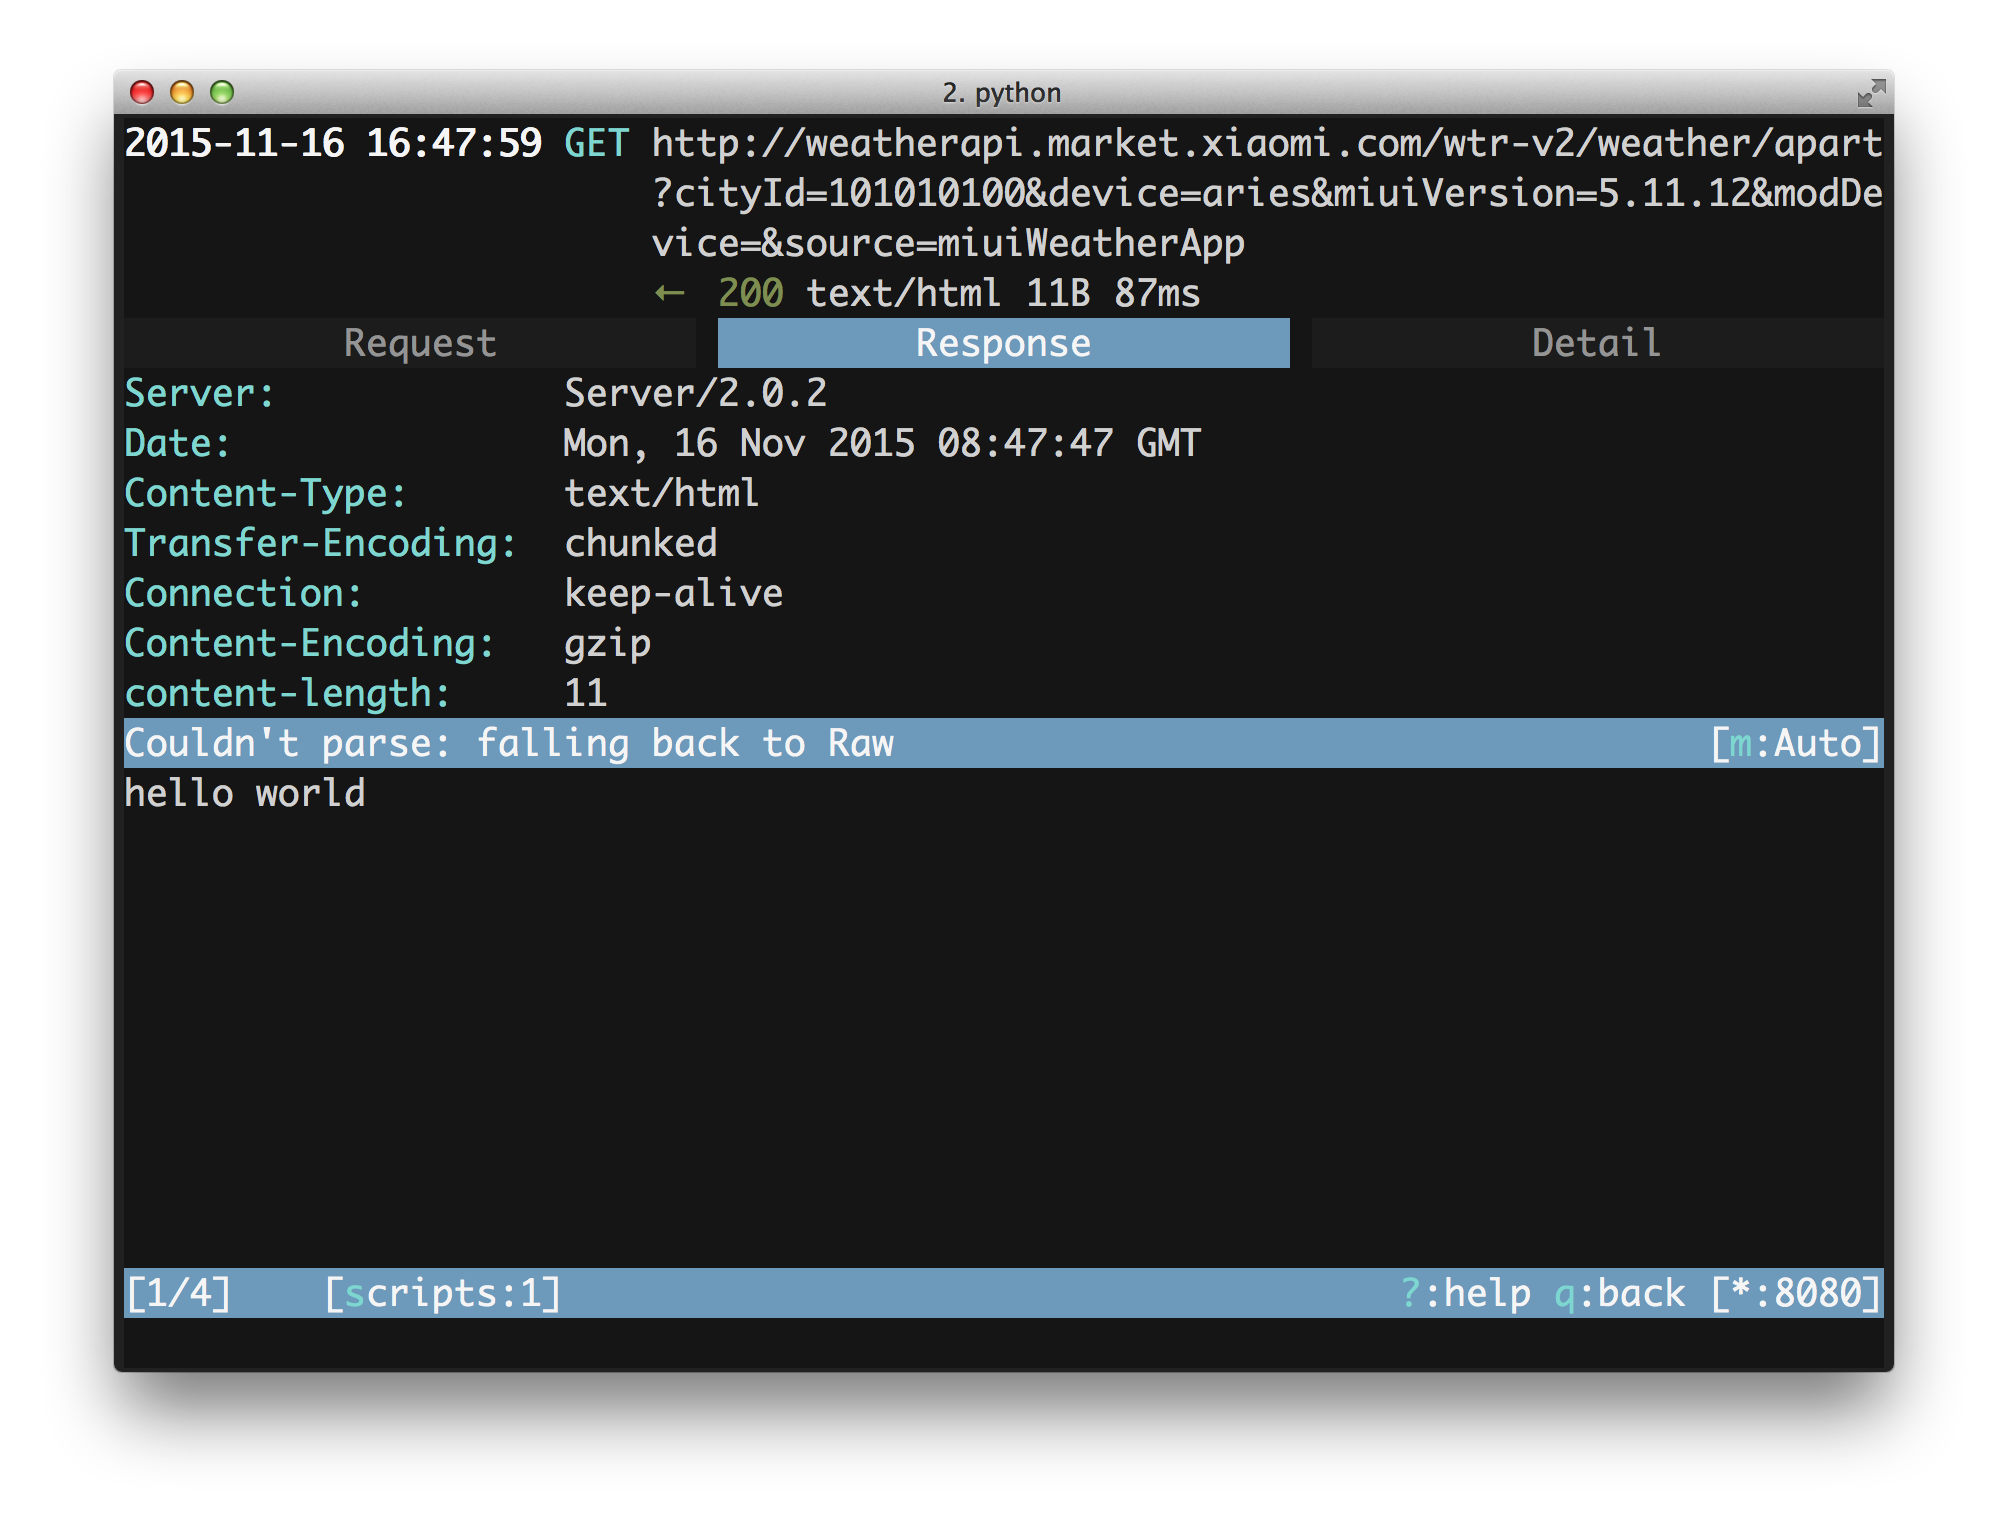 2. python
2015-11-16 16:47:59 GET http://weatherapi.market.xiaomi.com/wtr-v2/weather/apart
?cityId=101010100&device=aries&miuiVersion=5.11.12&modDe
vice=&source=miuiWeatherApp
← 200 text/html 11B 87ms
Request Response Detail
Server: Server/2.0.2
Date: Mon, 16 Nov 2015 08:47:47 GMT
Content-Type: text/html
Transfer-Encoding: chunked
Connection: keep-alive
Content-Encoding: gzip
content-length: 11
Couldn't parse: falling back to Raw [m:Auto]
hello world
[1/4] [scripts:1] ?:help q:back [*:8080]